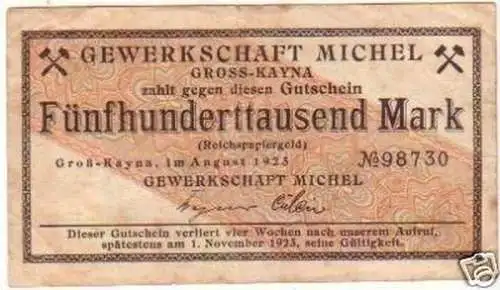 GEWERKSCHAFT MICHEL
GROSS-KAYNA
zahlt gegen diesen Gutschein
Fünfhunderttausend Mark
(Reichspapiergeld)
Groß-Kayna, im August 1923
№98730
GEWERKSCHAFT MICHEL
Dieser Gutschein verliert vier Wochen nach unserem Aufruf,
spätestens am 1. November 1923, seine Gültigkeit.